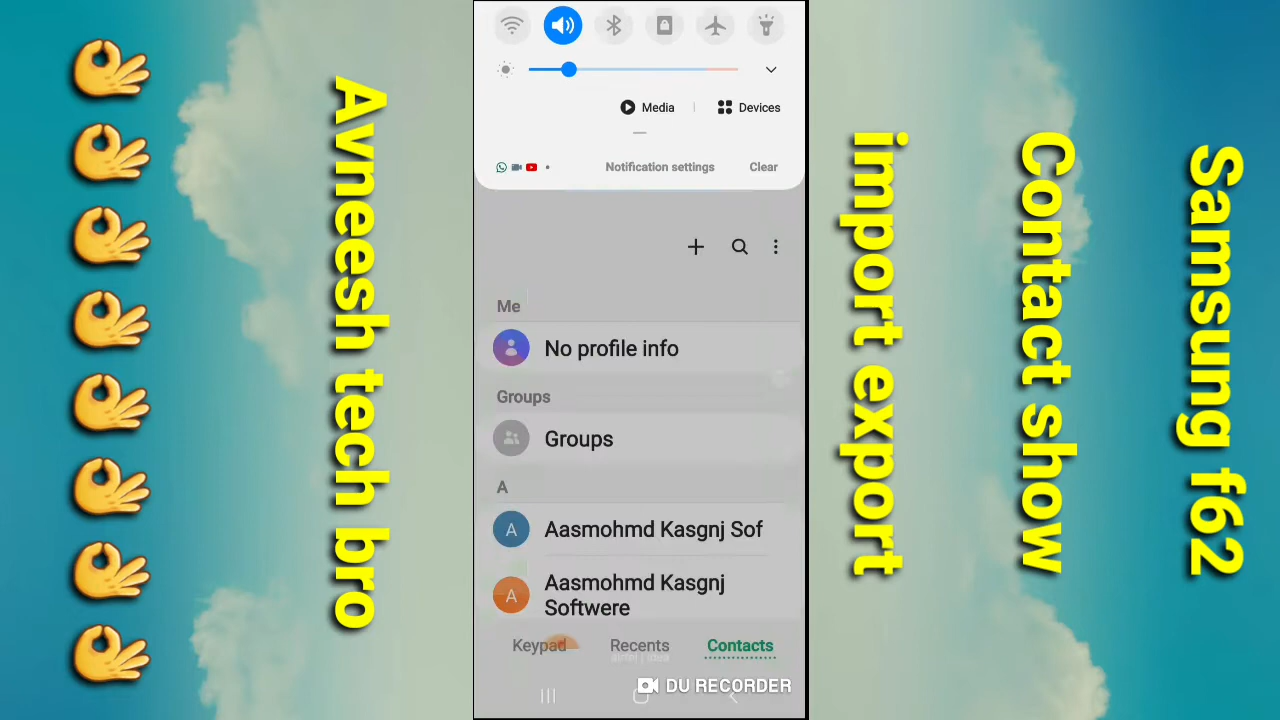 Avneesh tech bro
Media
Devices
Notification settings
Clear
Me
No profile info
Groups
Groups
A
A
Aasmohmd Kasgnj Sof
A
Aasmohmd Kasgnj
Softwere
Keypad
Recents
Contacts
DU RECORDER
import export
Contact show
Samsung f62